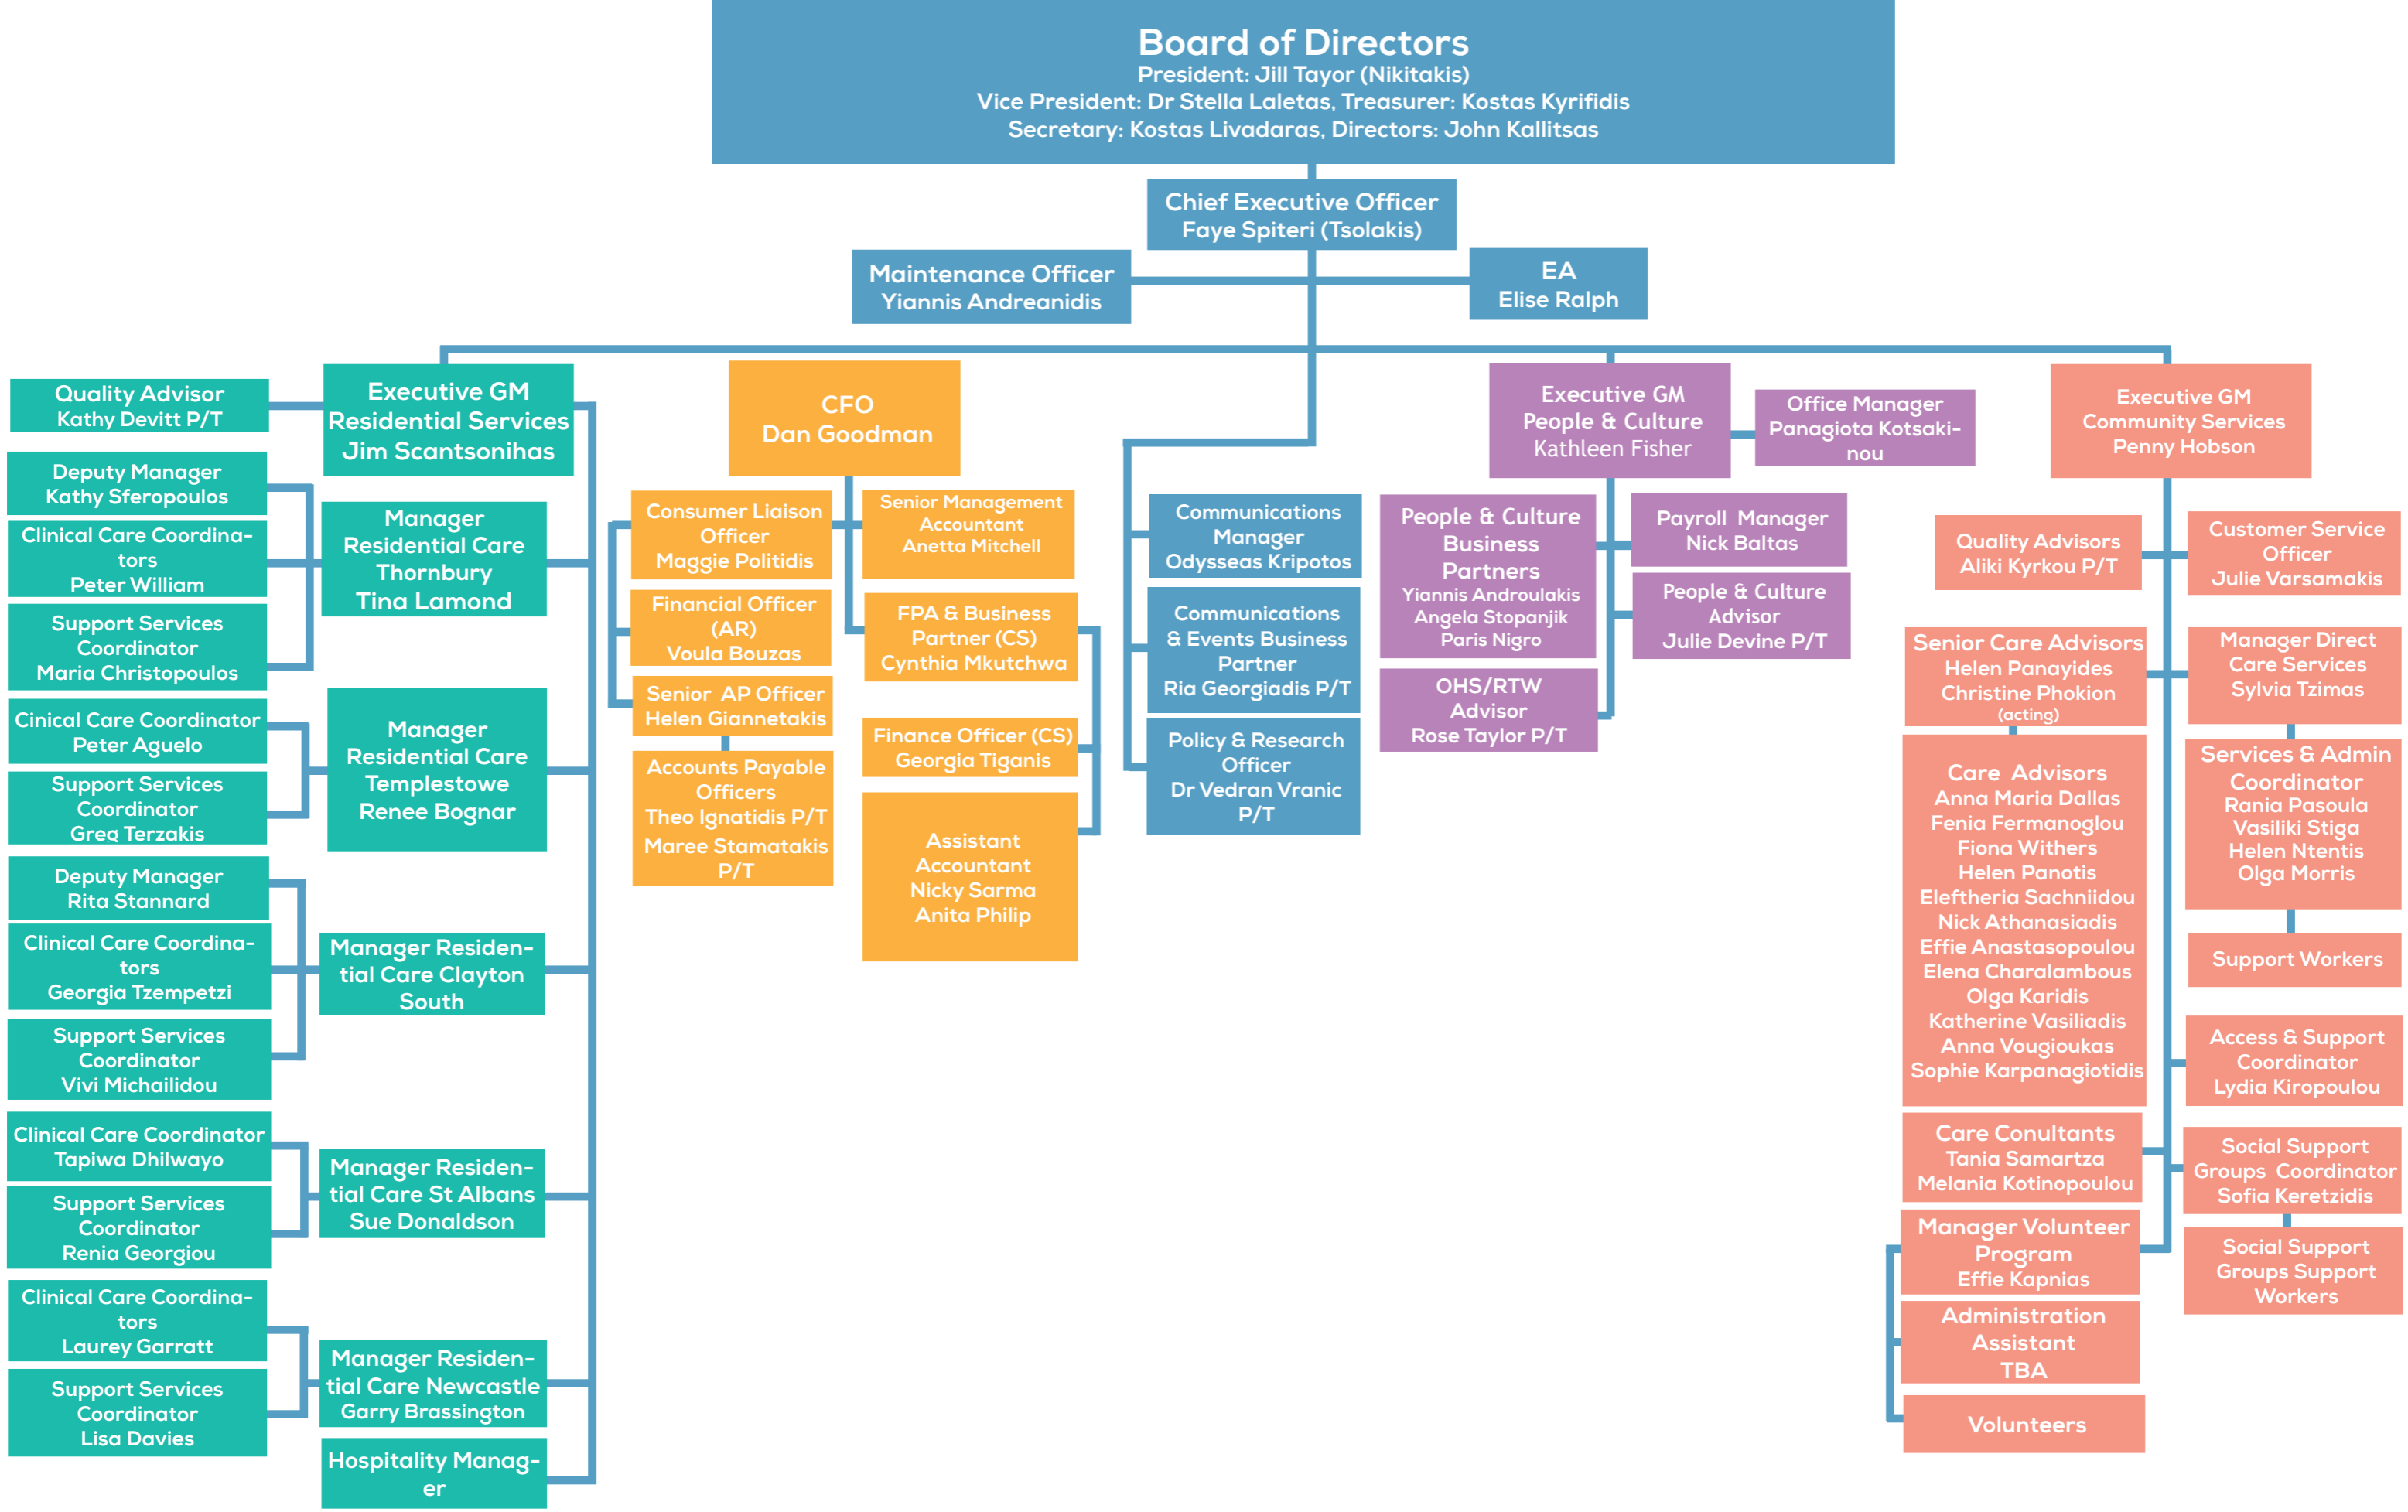 Board of Directors
President: Jill Tayor (Nikitakis)
Vice President: Dr Stella Laletas, Treasurer: Kostas Kyrifidis
Secretary: Kostas Livadaras, Directors: John Kallitsas
Chief Executive Officer
Faye Spiteri (Tsolakis)
Maintenance Officer
Yiannis Andreanidis
EA
Elise Ralph
Quality Advisor
Kathy Devitt P/T
Executive GM
Residential Services
Jim Scantsonihas
Deputy Manager
Kathy Sferopoulos
Clinical Care Coordina-
tors
Peter William
Support Services
Coordinator
Maria Christopoulos
Manager
Residential Care
Thornbury
Tina Lamond
Cinical Care Coordinator
Peter Aguelo
Support Services
Coordinator
Greg Terzakis
Manager
Residential Care
Templestowe
Renee Bognar
Deputy Manager
Rita Stannard
Clinical Care Coordina-
tors
Georgia Tzempetzi
Support Services
Coordinator
Vivi Michailidou
Manager Residen-
tial Care Clayton
South
Clinical Care Coordinator
Tapiwa Dhilwayo
Support Services
Coordinator
Renia Georgiou
Manager Residen-
tial Care St Albans
Sue Donaldson
Clinical Care Coordina-
tors
Laurey Garratt
Support Services
Coordinator
Lisa Davies
Manager Residen-
tial Care Newcastle
Garry Brassington
Hospitality Manag-
er
CFO
Dan Goodman
Consumer Liaison
Officer
Maggie Politidis
Financial Officer
(AR)
Voula Bouzas
Senior AP Officer
Helen Giannetakis
Accounts Payable
Officers
Theo Ignatidis P/T
Maree Stamatakis
P/T
Senior Management
Accountant
Anetta Mitchell
FPA & Business
Partner (CS)
Cynthia Mkutchwa
Finance Officer (CS)
Georgia Tiganis
Assistant
Accountant
Nicky Sarma
Anita Philip
Communications
Manager
Odysseas Kripotos
Communications
& Events Business
Partner
Ria Georgiadis P/T
Policy & Research
Officer
Dr Vedran Vranic
P/T
Executive GM
People & Culture
Kathleen Fisher
Office Manager
Panagiota Kotsaki-
nou
People & Culture
Business
Partners
Yiannis Androulakis
Angela Stopanjik
Paris Nigro
OHS/RTW
Advisor
Rose Taylor P/T
Payroll Manager
Nick Baltas
People & Culture
Advisor
Julie Devine P/T
Executive GM
Community Services
Penny Hobson
Quality Advisors
Aliki Kyrkou P/T
Senior Care Advisors
Helen Panayides
Christine Phokion
(acting)
Care Advisors
Anna Maria Dallas
Fenia Fermanoglou
Fiona Withers
Helen Panotis
Eleftheria Sachniidou
Nick Athanasiadis
Effie Anastasopoulou
Elena Charalambous
Olga Karidis
Katherine Vasiliadis
Anna Vougioukas
Sophie Karpanagiotidis
Care Conultants
Tania Samartza
Melania Kotinopoulou
Manager Volunteer
Program
Effie Kapnias
Administration
Assistant
TBA
Volunteers
Customer Service
Officer
Julie Varsamakis
Manager Direct
Care Services
Sylvia Tzimas
Services & Admin
Coordinator
Rania Pasoula
Vasiliki Stiga
Helen Ntentis
Olga Morris
Support Workers
Access & Support
Coordinator
Lydia Kiropoulou
Social Support
Groups Coordinator
Sofia Keretzidis
Social Support
Groups Support
Workers